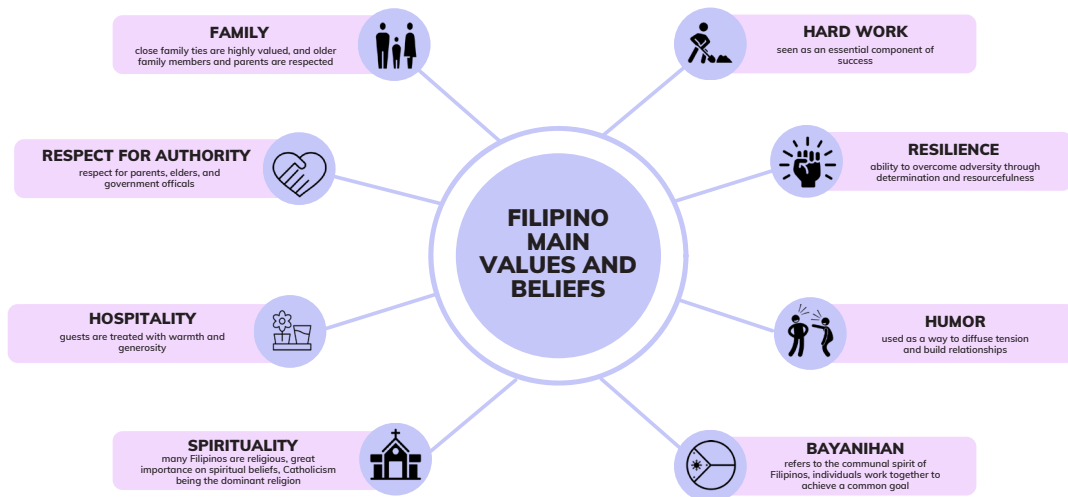 FAMILY
close family ties are highly valued, and older
family members and parents are respected
HARD WORK
seen as an essential component of
success
RESPECT FOR AUTHORITY
respect for parents, elders, and
government officals
RESILIENCE
ability to overcome adversity through
determination and resourcefulness
FILIPINO
MAIN
VALUES AND
BELIEFS
HOSPITALITY
guests are treated with warmth and
generosity
HUMOR
used as a way to diffuse tension
and build relationships
SPIRITUALITY
many Filipinos are religious, great
importance on spiritual beliefs, Catholicism
being the dominant religion
BAYANIHAN
refers to the communal spirit of
Filipinos, individuals work together to
achieve a common goal